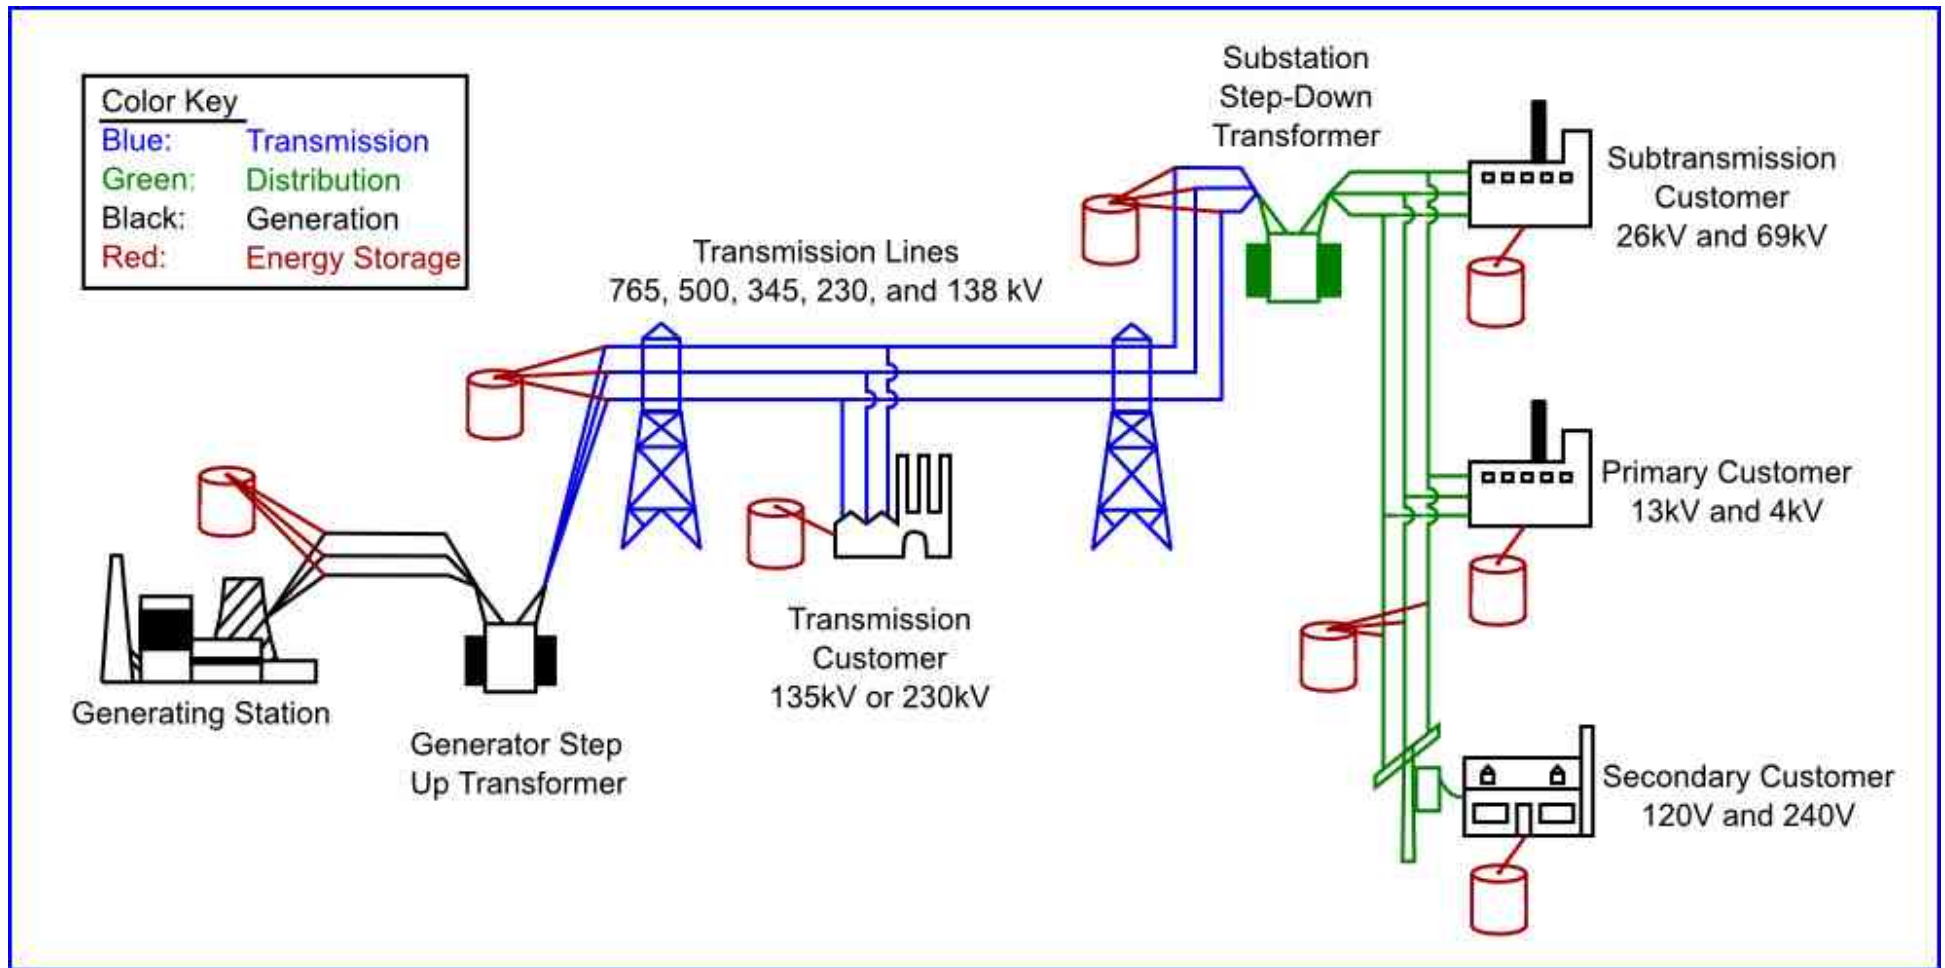 Color Key
Blue: Transmission
Green: Distribution
Black: Generation
Red: Energy Storage
Substation
Step-Down
Transformer
Subtransmission
Customer
26kV and 69kV
Transmission Lines
765, 500, 345, 230, and 138 kV
Primary Customer
13kV and 4kV
Transmission
Customer
135kV or 230kV
Generating Station
Generator Step
Up Transformer
Secondary Customer
120V and 240V